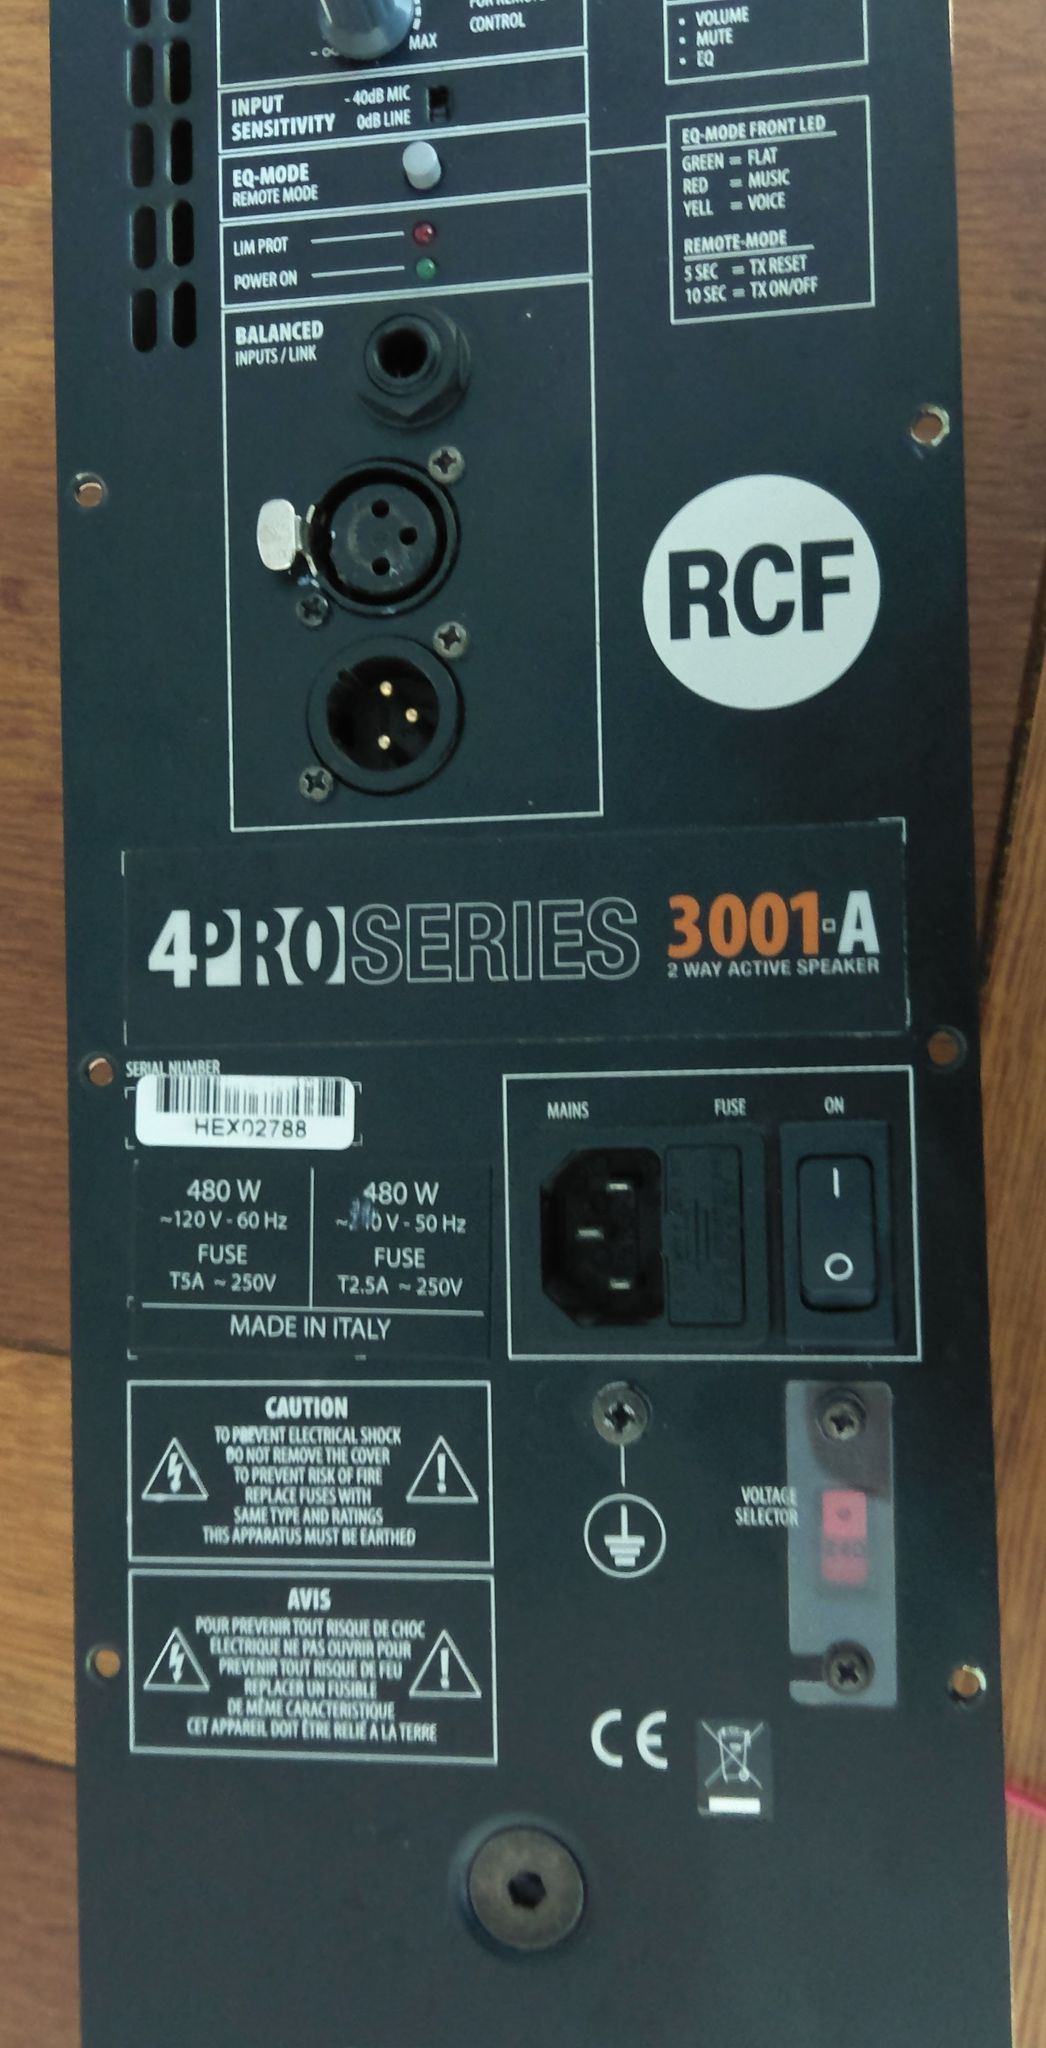 FOR REMOTE
CONTROL
- ∞
MAX
• VOLUME
• MUTE
• EQ
INPUT
SENSITIVITY
- 40dB MIC
0dB LINE
EQ-MODE
REMOTE MODE
LIM PROT
POWER ON
EQ-MODE FRONT LED
GREEN = FLAT
RED = MUSIC
YELL = VOICE
REMOTE-MODE
5 SEC = TX RESET
10 SEC = TX ON/OFF
BALANCED
INPUTS / LINK
RCF
4PROSERIES
3001-A
2 WAY ACTIVE SPEAKER
SERIAL NUMBER
HEX02788
480 W
~120 V - 60 Hz
FUSE
T5A ~ 250V
480 W
V - 50 Hz
FUSE
T2.5A ~ 250V
MADE IN ITALY
MAINS
FUSE
ON
I
O
CAUTION
TO PREVENT ELECTRICAL SHOCK
DO NOT REMOVE THE COVER
TO PREVENT RISK OF FIRE
REPLACE FUSES WITH
SAME TYPE AND RATINGS
THIS APPARATUS MUST BE EARTHED
VOLTAGE
SELECTOR
AVIS
POUR PREVENIR TOUT RISQUE DE CHOC
ELECTRIQUE NE PAS OUVRIR POUR
PREVENIR TOUT RISQUE DE FEU
REPLACER UN FUSIBLE
DE MÊME CARACTERISTIQUE
CET APPAREIL DOIT ÊTRE RELIE A LA TERRE
CE